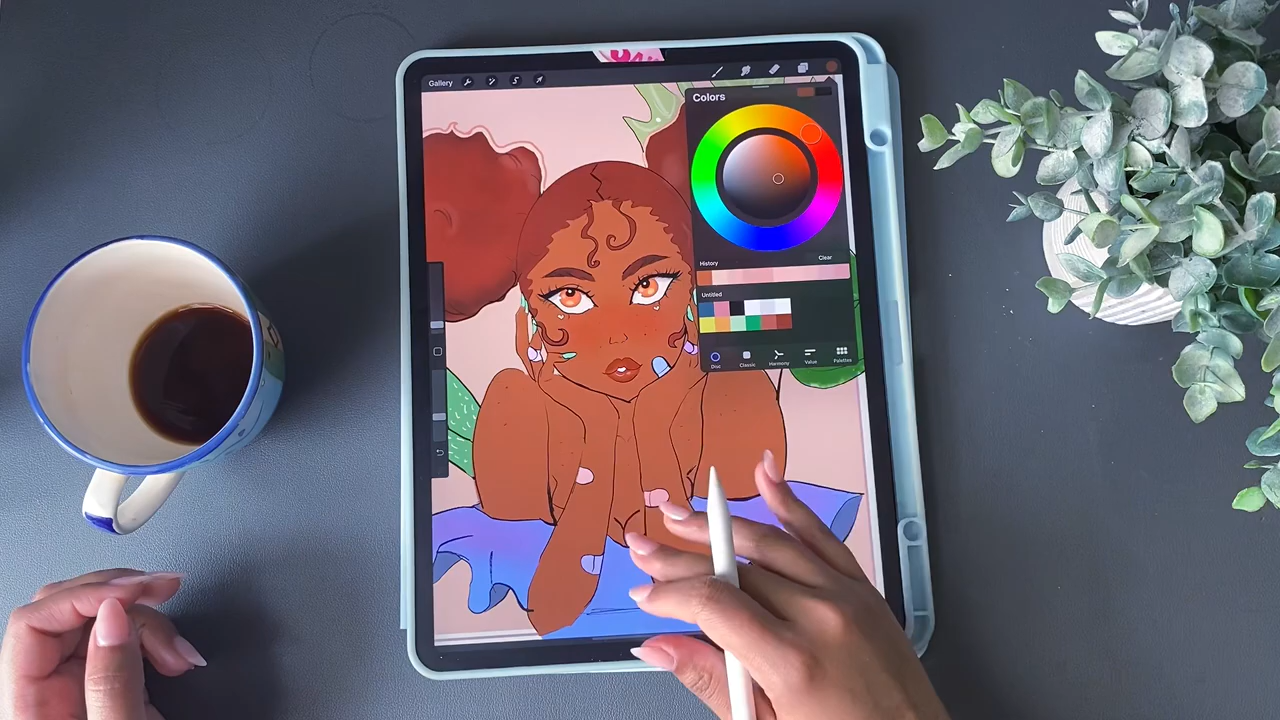 Gallery
Colors
History
Clear
Untitled
Disc
Classic
Harmony
Value
Palettes